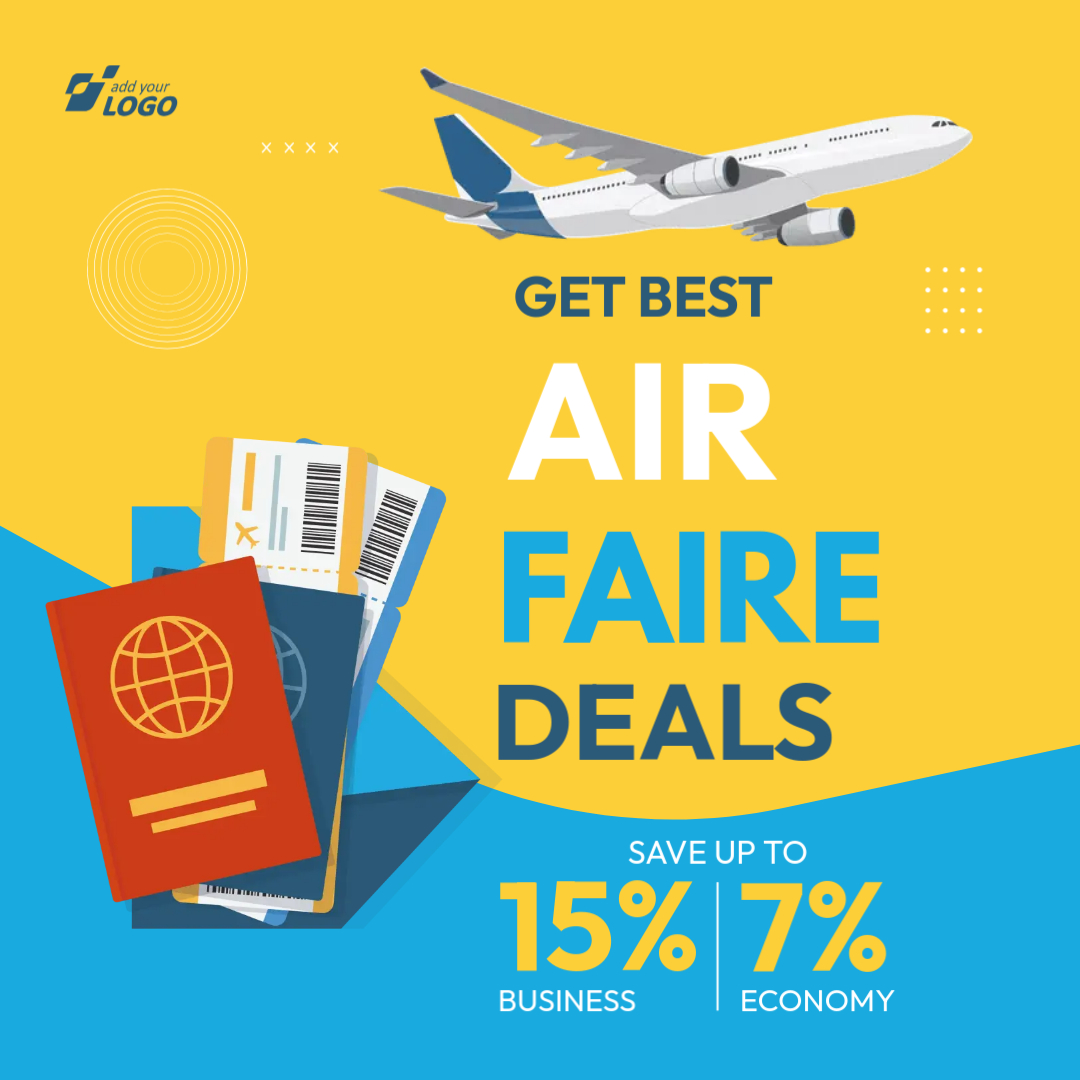 add your
LOGO
GET BEST
AIR
FAIRE
DEALS
SAVE UP TO
15%
7%
BUSINESS
ECONOMY